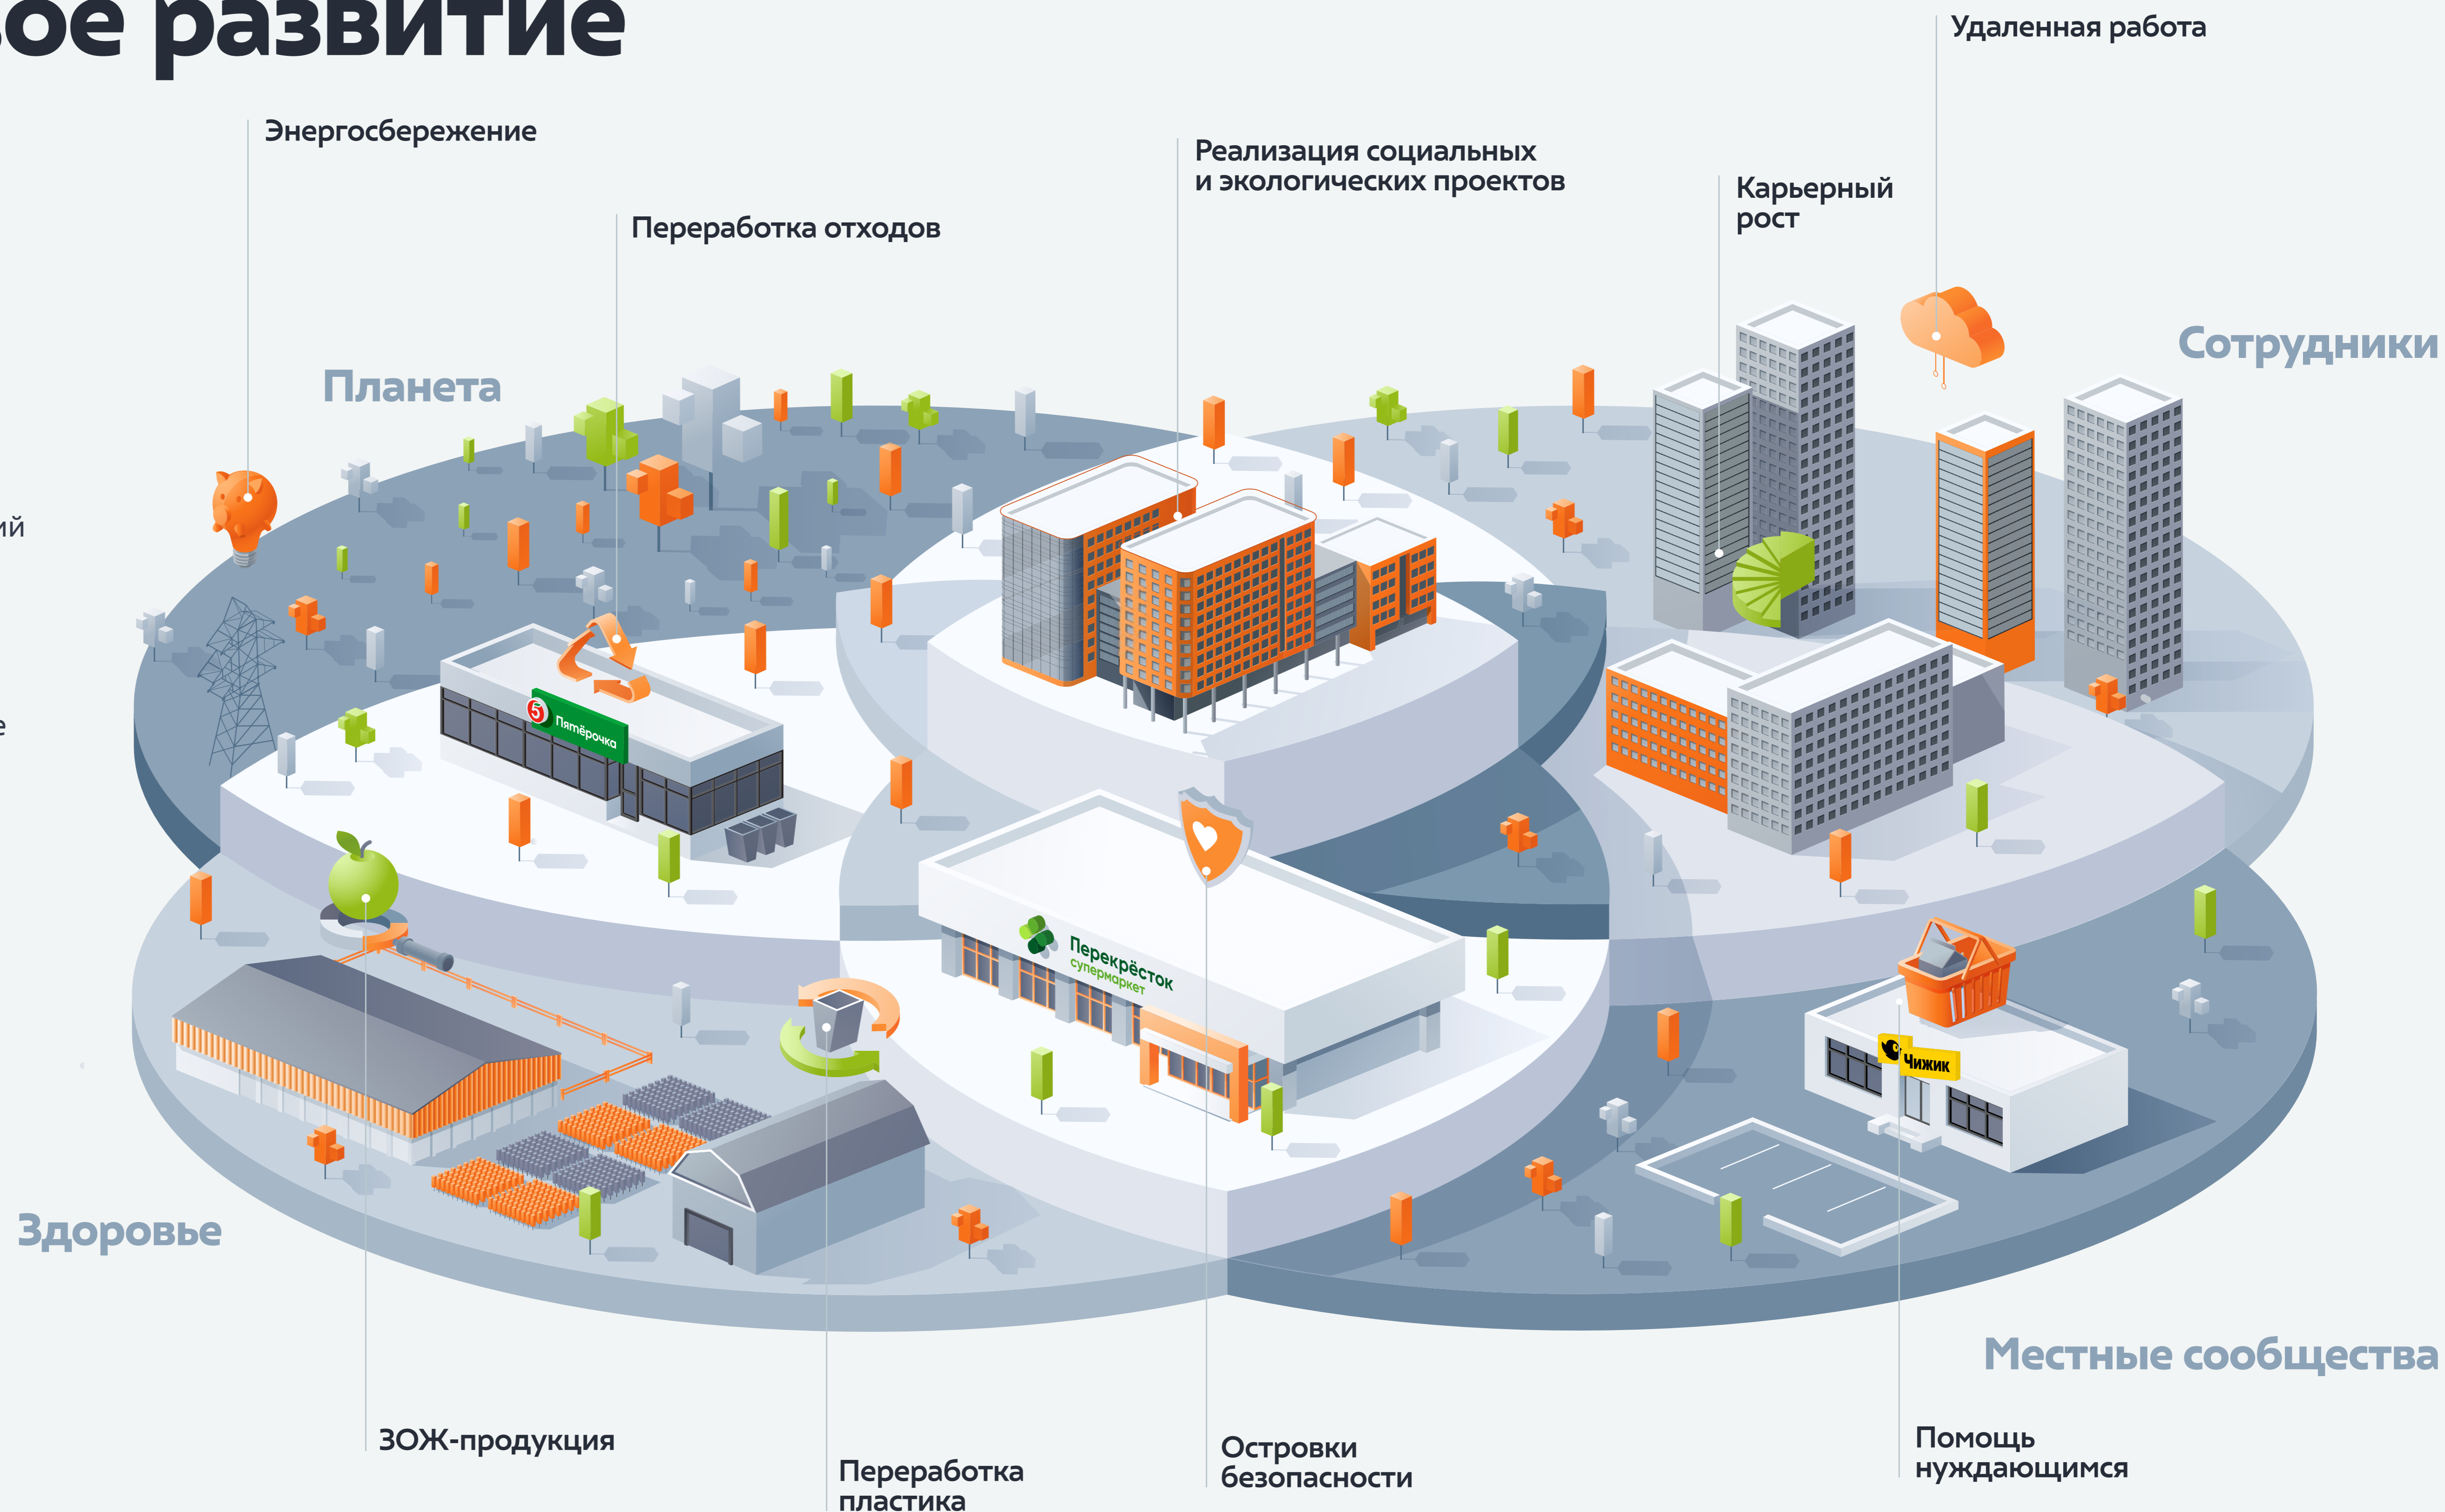 ое развитие
Удаленная работа
Энергосбережение
Реализация социальных
и экологических проектов
Карьерный
рост
Переработка отходов
Сотрудники
Планета
ий
е
5 Пятёрочка
Перекрёсток
супермаркет
Чижик
Здоровье
Местные сообщества
ЗОЖ-продукция
Переработка
пластика
Островки
безопасности
Помощь
нуждающимся